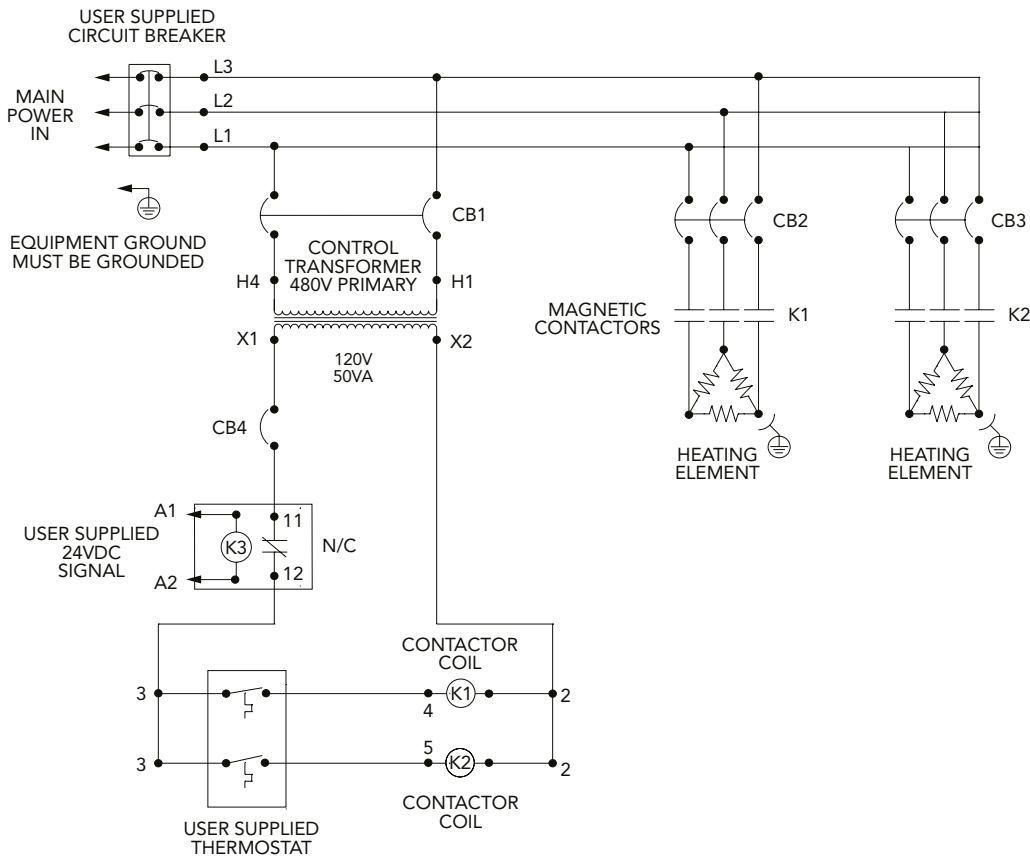 USER SUPPLIED
CIRCUIT BREAKER
L3
MAIN
POWER
IN
L2
L1
EQUIPMENT GROUND
MUST BE GROUNDED
CB1
CB2
CB3
CONTROL
TRANSFORMER
480V PRIMARY
H4
H1
MAGNETIC
CONTACTORS
K1
K2
X1
X2
120V
50VA
CB4
HEATING
ELEMENT
HEATING
ELEMENT
A1
11
USER SUPPLIED
24VDC
SIGNAL
K3
N/C
A2
12
CONTACTOR
COIL
3
4
K1
2
3
5
K2
2
CONTACTOR
COIL
USER SUPPLIED
THERMOSTAT